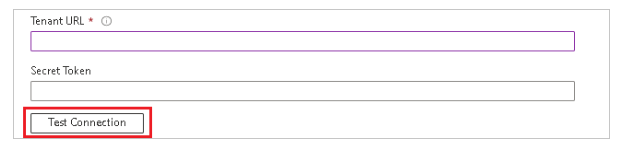 Tenant URL *
Secret Token
Test Connection